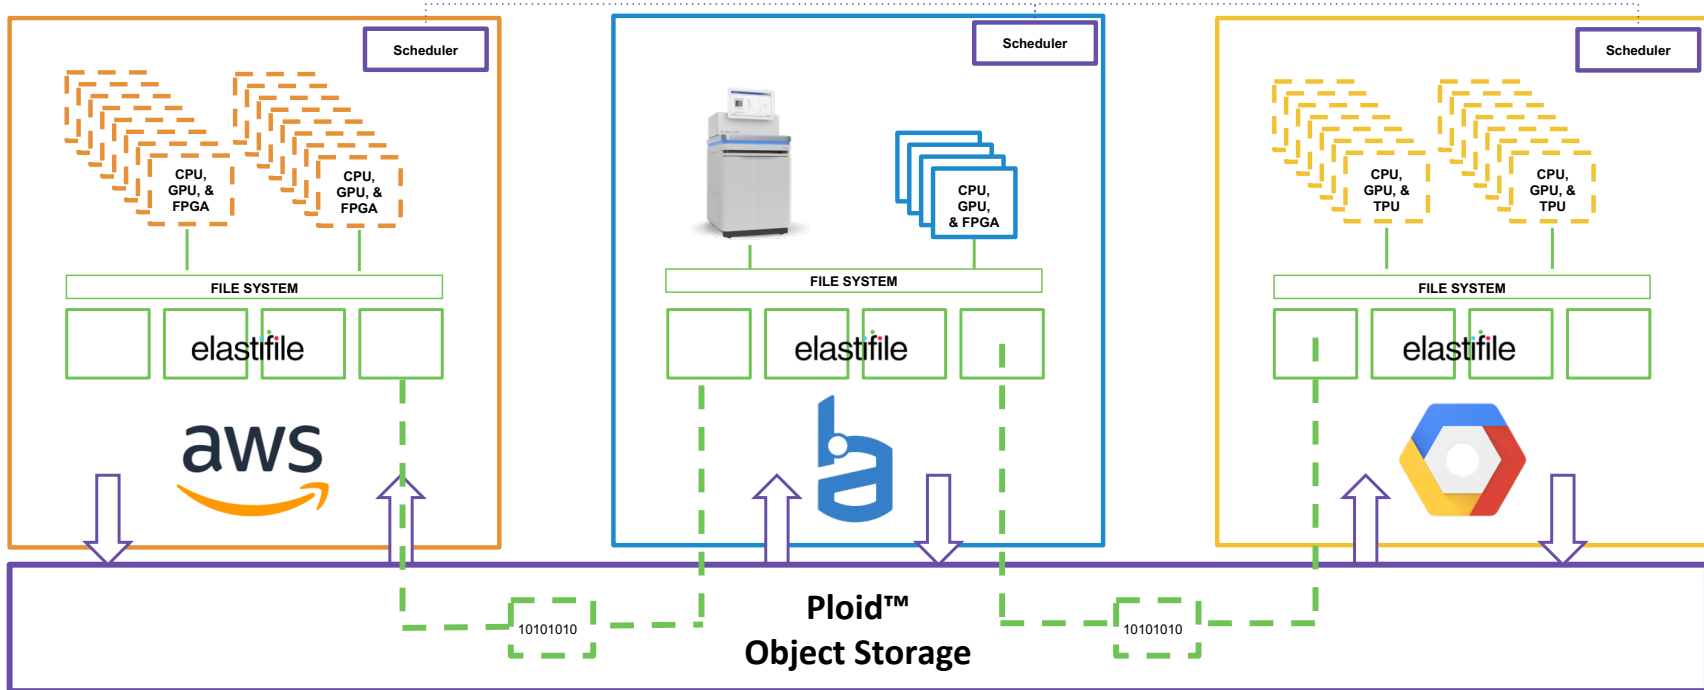 Scheduler
CPU,
GPU, &
FPGA
CPU,
GPU, &
FPGA
FILE SYSTEM
elastifile
aws
Scheduler
CPU,
GPU,
& FPGA
FILE SYSTEM
elastifile
ba
Scheduler
CPU,
GPU, &
TPU
CPU,
GPU, &
TPU
FILE SYSTEM
elastifile
10101010
Ploid™
Object Storage
10101010